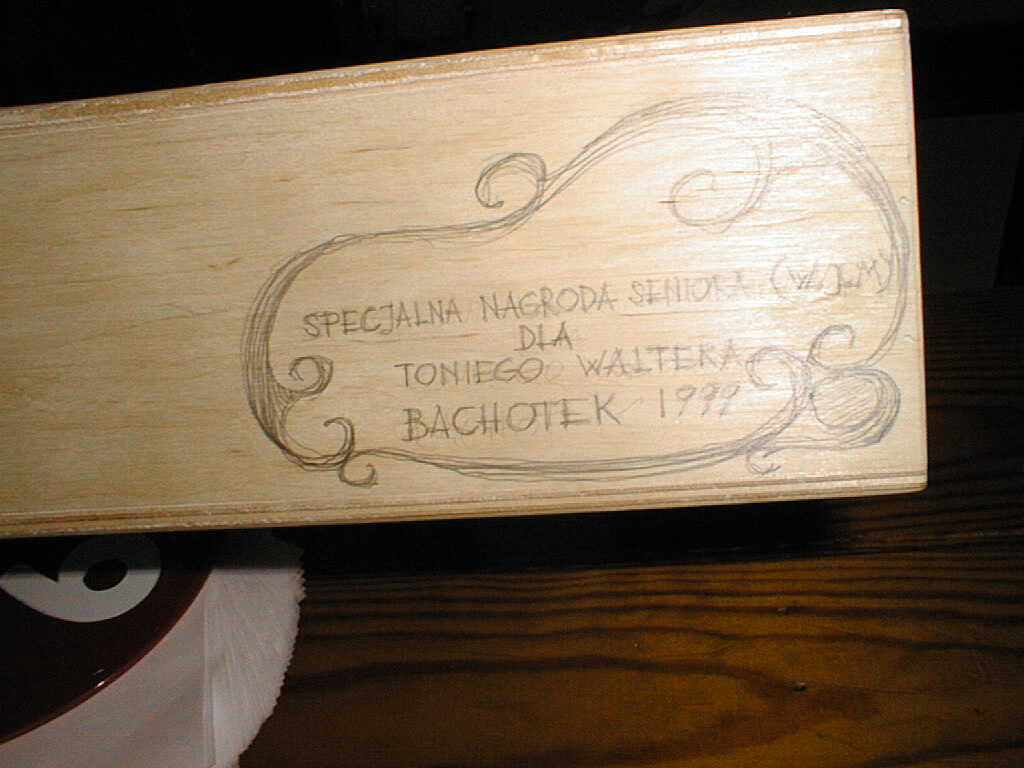 SPECJALNA NAGRODA SENIORA
DLA
TONIEGO WALTERA
BACHOTEK 1999